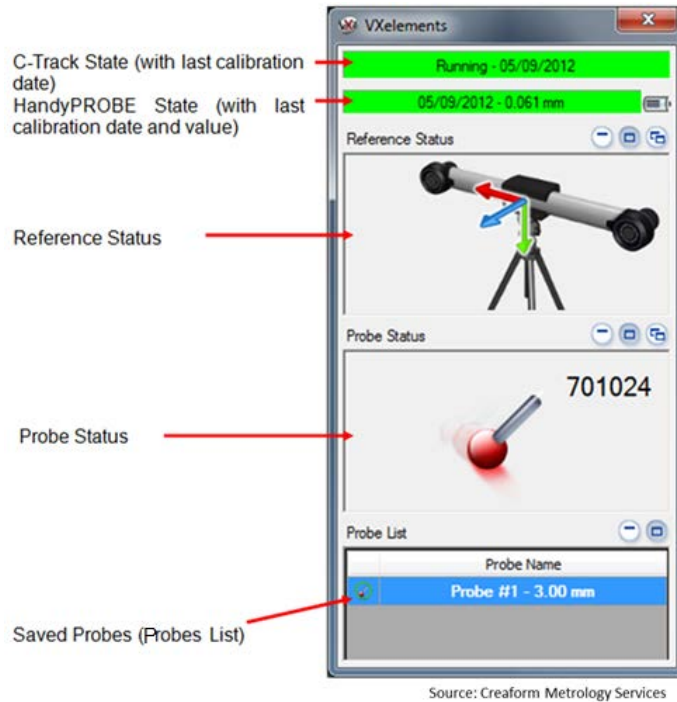 VXelements
C-Track State (with last calibration
date)
HandyPROBE State (with last
calibration date and value)
Running - 05/09/2012
05/09/2012 - 0.061 mm
Reference Status
Reference Status
Probe Status
701024
Probe Status
Probe List
Probe Name
Probe #1 - 3.00 mm
Saved Probes (Probes List)
Source: Creaform Metrology Services